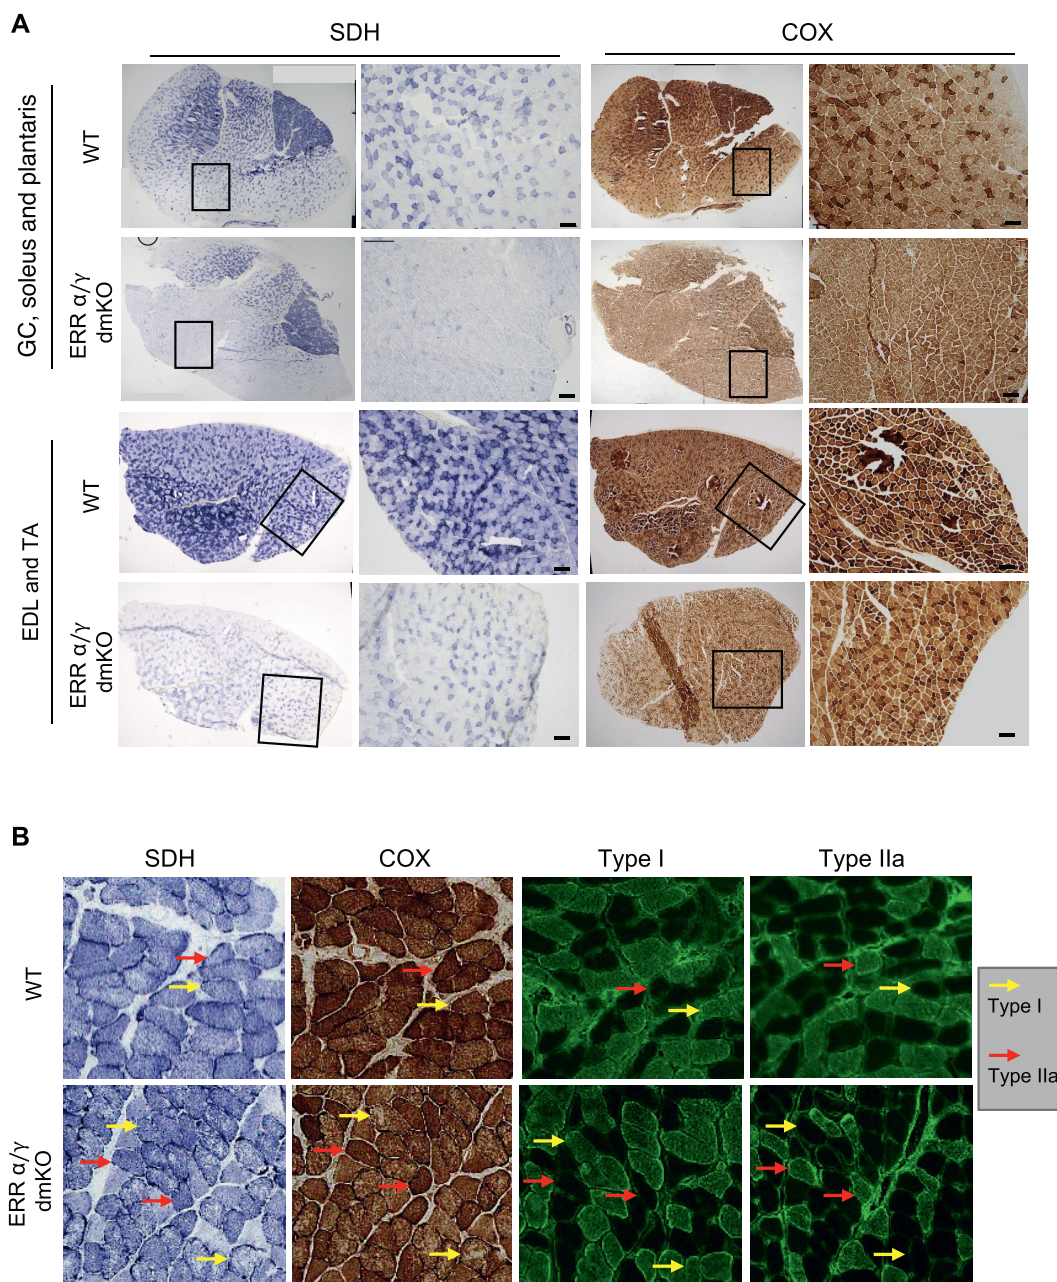 A
SDH
COX
GC, soleus and plantaris
WT
ERR α/γ
dmKO
EDL and TA
WT
ERR α/γ
dmKO
B
SDH
COX
Type I
Type IIa
WT
ERR α/γ
dmKO
Type I
Type IIa